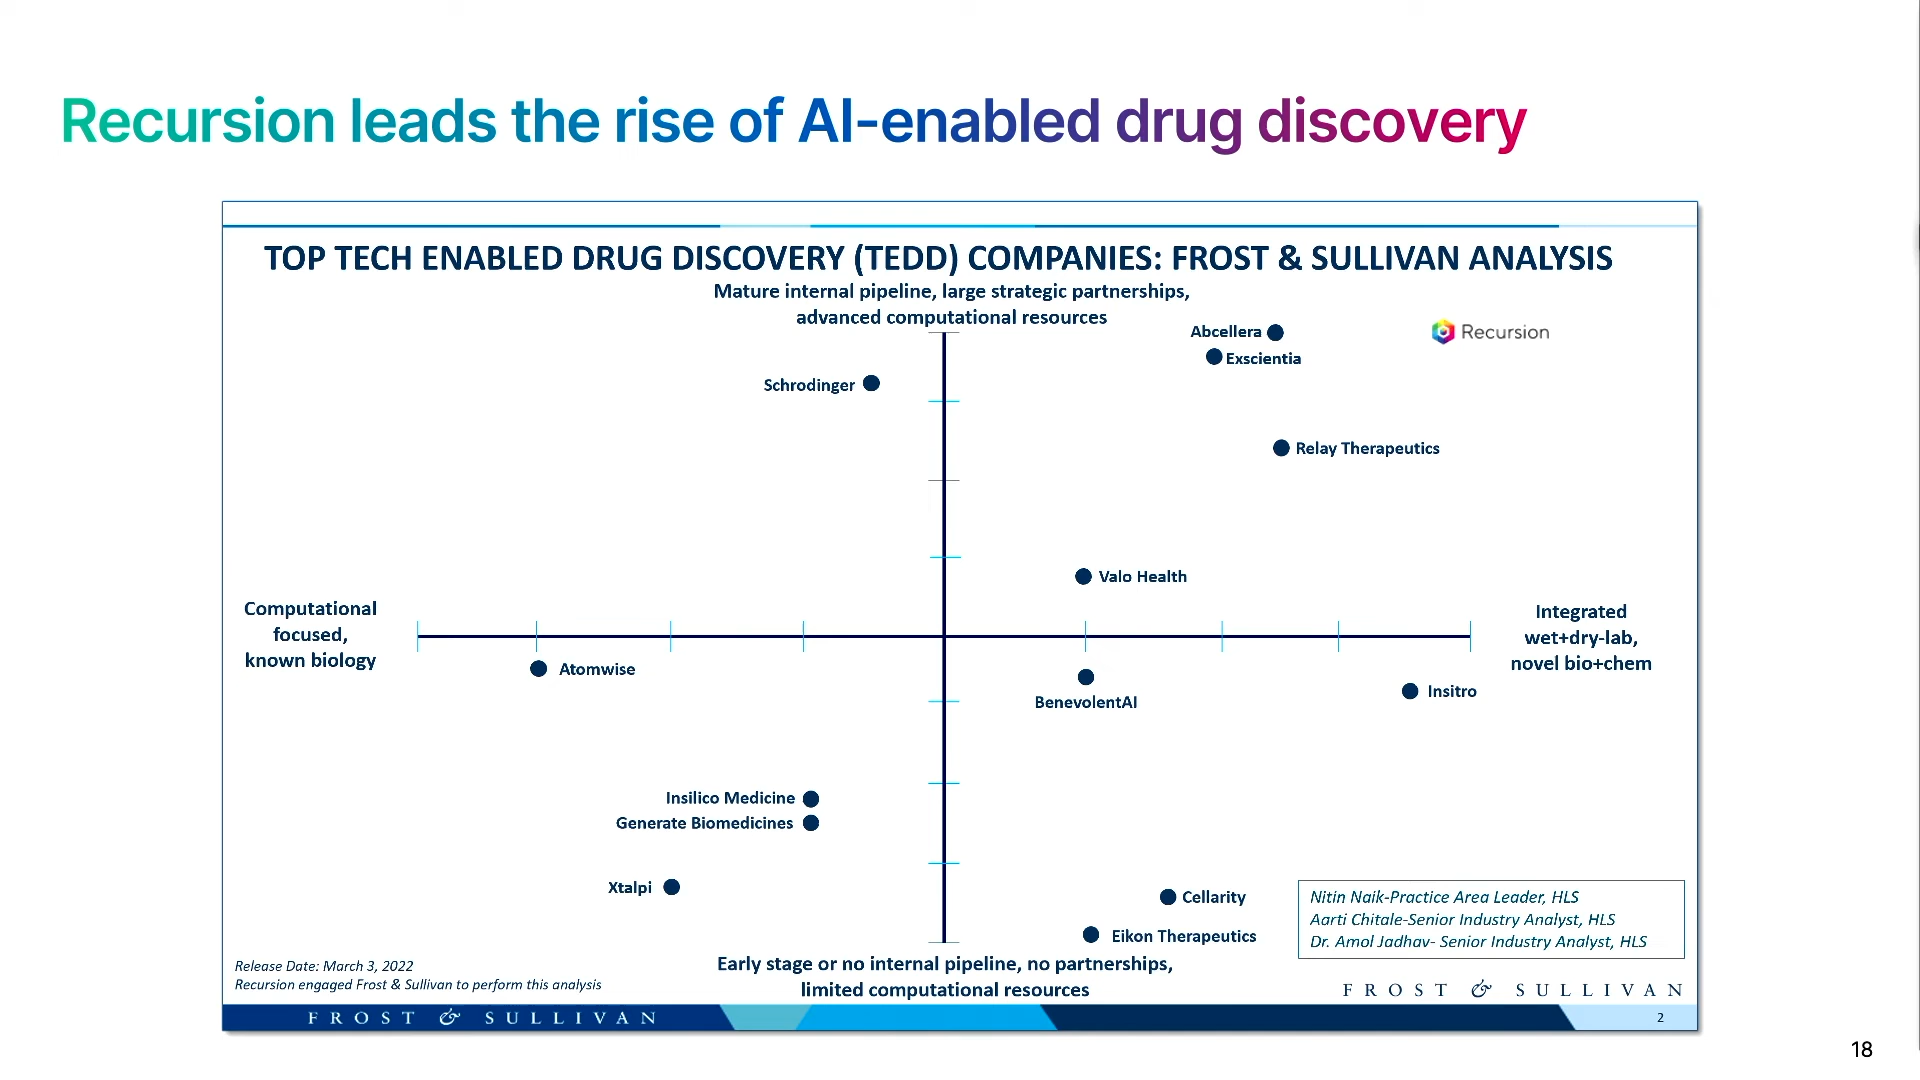 Recursion leads the rise of AI-enabled drug discovery
TOP TECH ENABLED DRUG DISCOVERY (TEDD) COMPANIES: FROST & SULLIVAN ANALYSIS
Mature internal pipeline, large strategic partnerships,
advanced computational resources
Abcellera
Recursion
Exscientia
Schrodinger
Relay Therapeutics
Valo Health
Computational
focused,
known biology
Integrated
wet+dry-lab,
novel bio+chem
Atomwise
BenevolentAI
Insitro
Insilico Medicine
Generate Biomedicines
Xtalpi
Cellarity
Eikon Therapeutics
Nitin Naik-Practice Area Leader, HLS
Aarti Chitale-Senior Industry Analyst, HLS
Dr. Amol Jadhav- Senior Industry Analyst, HLS
Early stage or no internal pipeline, no partnerships,
limited computational resources
Release Date: March 3, 2022
Recursion engaged Frost & Sullivan to perform this analysis
FROST & SULLIVAN
FROST & SULLIVAN
2
18